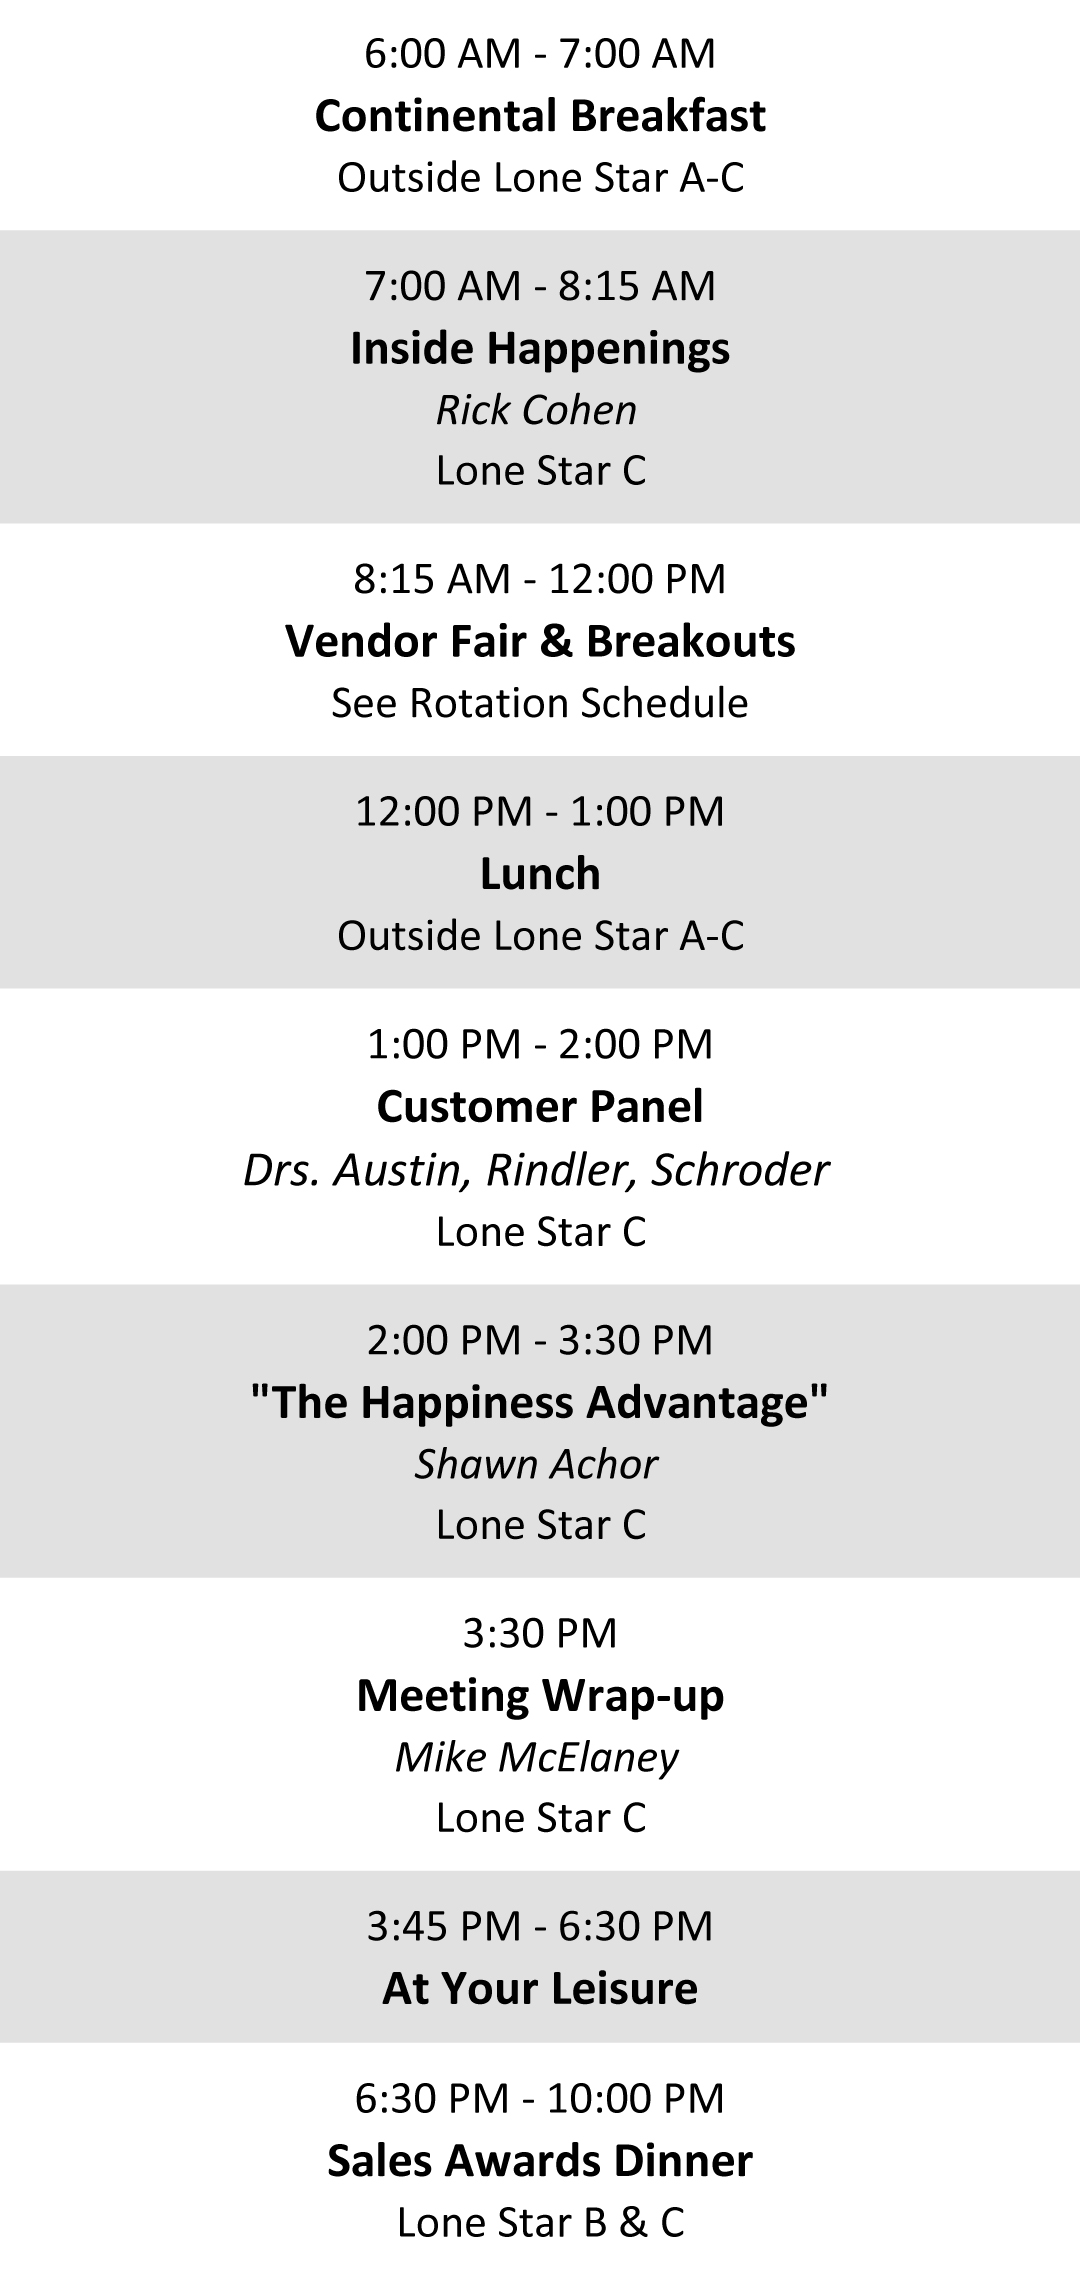 6:00 AM - 7:00 AM
Continental Breakfast
Outside Lone Star A-C
7:00 AM - 8:15 AM
Inside Happenings
Rick Cohen
Lone Star C
8:15 AM - 12:00 PM
Vendor Fair & Breakouts
See Rotation Schedule
12:00 PM - 1:00 PM
Lunch
Outside Lone Star A-C
1:00 PM - 2:00 PM
Customer Panel
Drs. Austin, Rindler, Schroder
Lone Star C
2:00 PM - 3:30 PM
"The Happiness Advantage"
Shawn Achor
Lone Star C
3:30 PM
Meeting Wrap-up
Mike McElaney
Lone Star C
3:45 PM - 6:30 PM
At Your Leisure
6:30 PM - 10:00 PM
Sales Awards Dinner
Lone Star B & C